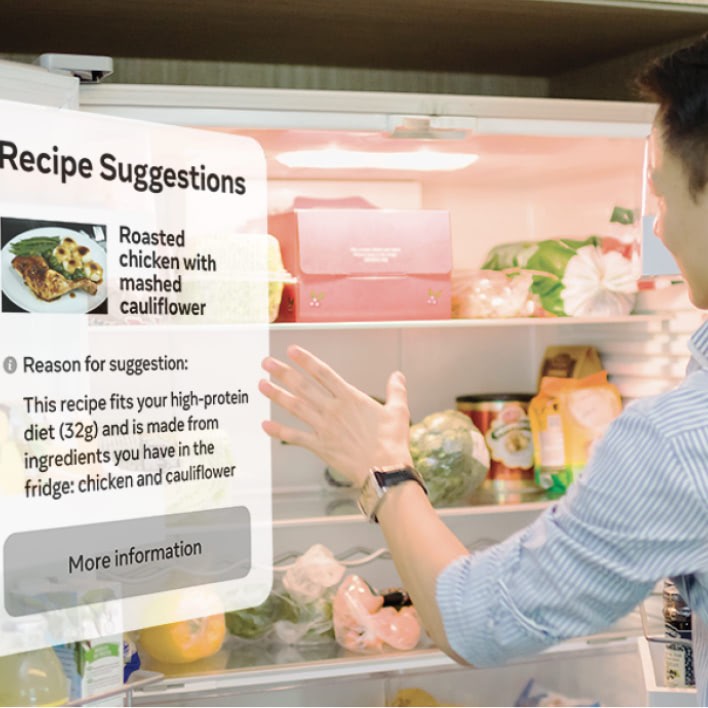 Recipe Suggestions
Roasted
chicken with
mashed
cauliflower
Reason for suggestion:
This recipe fits your high-protein
diet (32g) and is made from
ingredients you have in the
fridge: chicken and cauliflower
More information